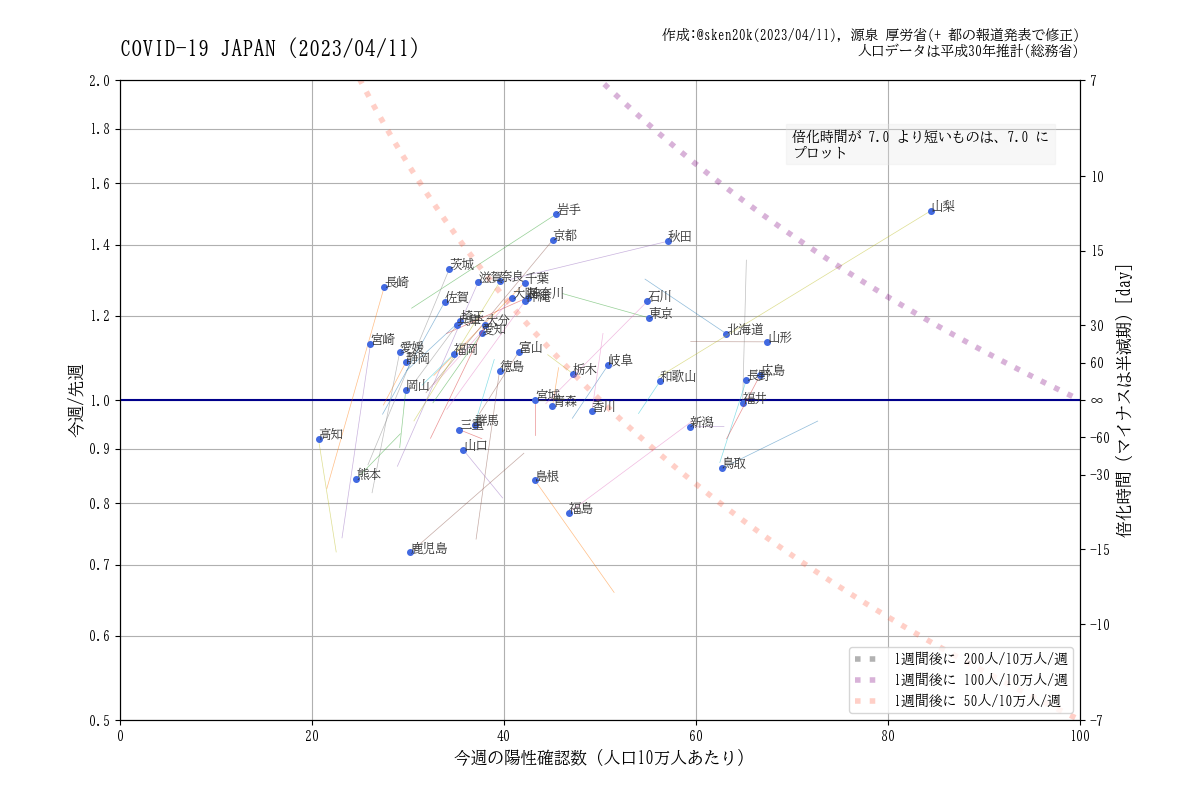 COVID-19 JAPAN (2023/04/11)
作成:@sken20k(2023/04/11), 源泉 厚労省(+ 都の報道発表で修正)
人口データは平成30年推計(総務省)
倍化時間が 7.0 より短いものは、7.0 に
プロット
今週/先週
2.0
1.8
1.6
1.4
1.2
1.0
0.9
0.8
0.7
0.6
0.5
岩手
山梨
京都
秋田
茨城
長崎
滋賀
奈良
千葉
佐賀
大阪
神奈川
石川
東京
埼玉
大分
愛知
北海道
山形
宮崎
愛媛
静岡
福岡
富山
徳島
栃木
岐阜
和歌山
長野
広島
岡山
宮城
青森
香川
福井
新潟
群馬
三重
山口
高知
熊本
島根
鳥取
福島
鹿児島
倍化時間 (マイナスは半減期) [day]
7
10
15
30
60
∞
-60
-30
-15
-10
-7
1週間後に 200人/10万人/週
1週間後に 100人/10万人/週
1週間後に 50人/10万人/週
0
20
40
60
80
100
今週の陽性確認数 (人口10万人あたり)